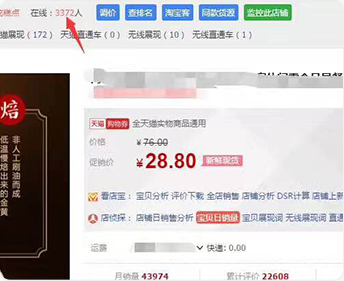 糕点 在线：3372人 调价 查排名 淘宝客 同款货源 监控此店铺
猫展现（172） 天猫直通车（0） 无线展现（10） 无线直通车（1）
焙
非人工刷油而成
低温慢焙出来的金黄
天猫 购物券 全天猫实物商品通用
价格 ¥76.00
促销价 ¥28.80 新鲜现货
看店宝： 宝贝分析 评价下载 全店销售 店铺分析 DSR计算 店铺上新
店侦探： 店铺日销售分析 宝贝日销量 宝贝展现词 无线展现词 直通
运费 快递: 0.00
月销量 43974 累计评价 22608